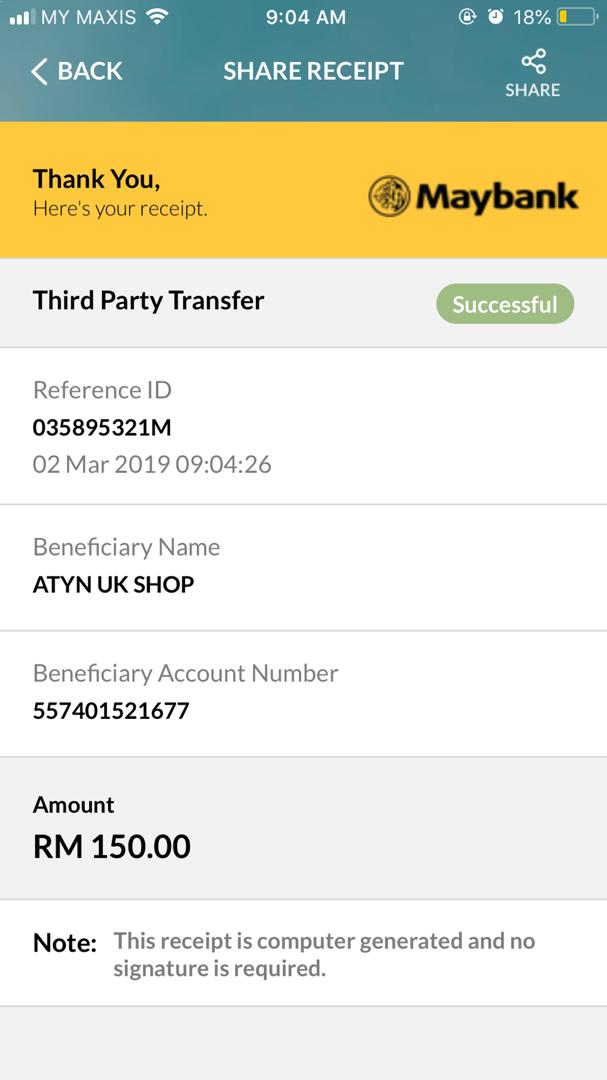 MY MAXIS 9:04 AM 18%
BACK SHARE RECEIPT SHARE
Thank You,
Here's your receipt.
Maybank
Third Party Transfer Successful
Reference ID
035895321M
02 Mar 2019 09:04:26
Beneficiary Name
ATYN UK SHOP
Beneficiary Account Number
557401521677
Amount
RM 150.00
Note: This receipt is computer generated and no
signature is required.